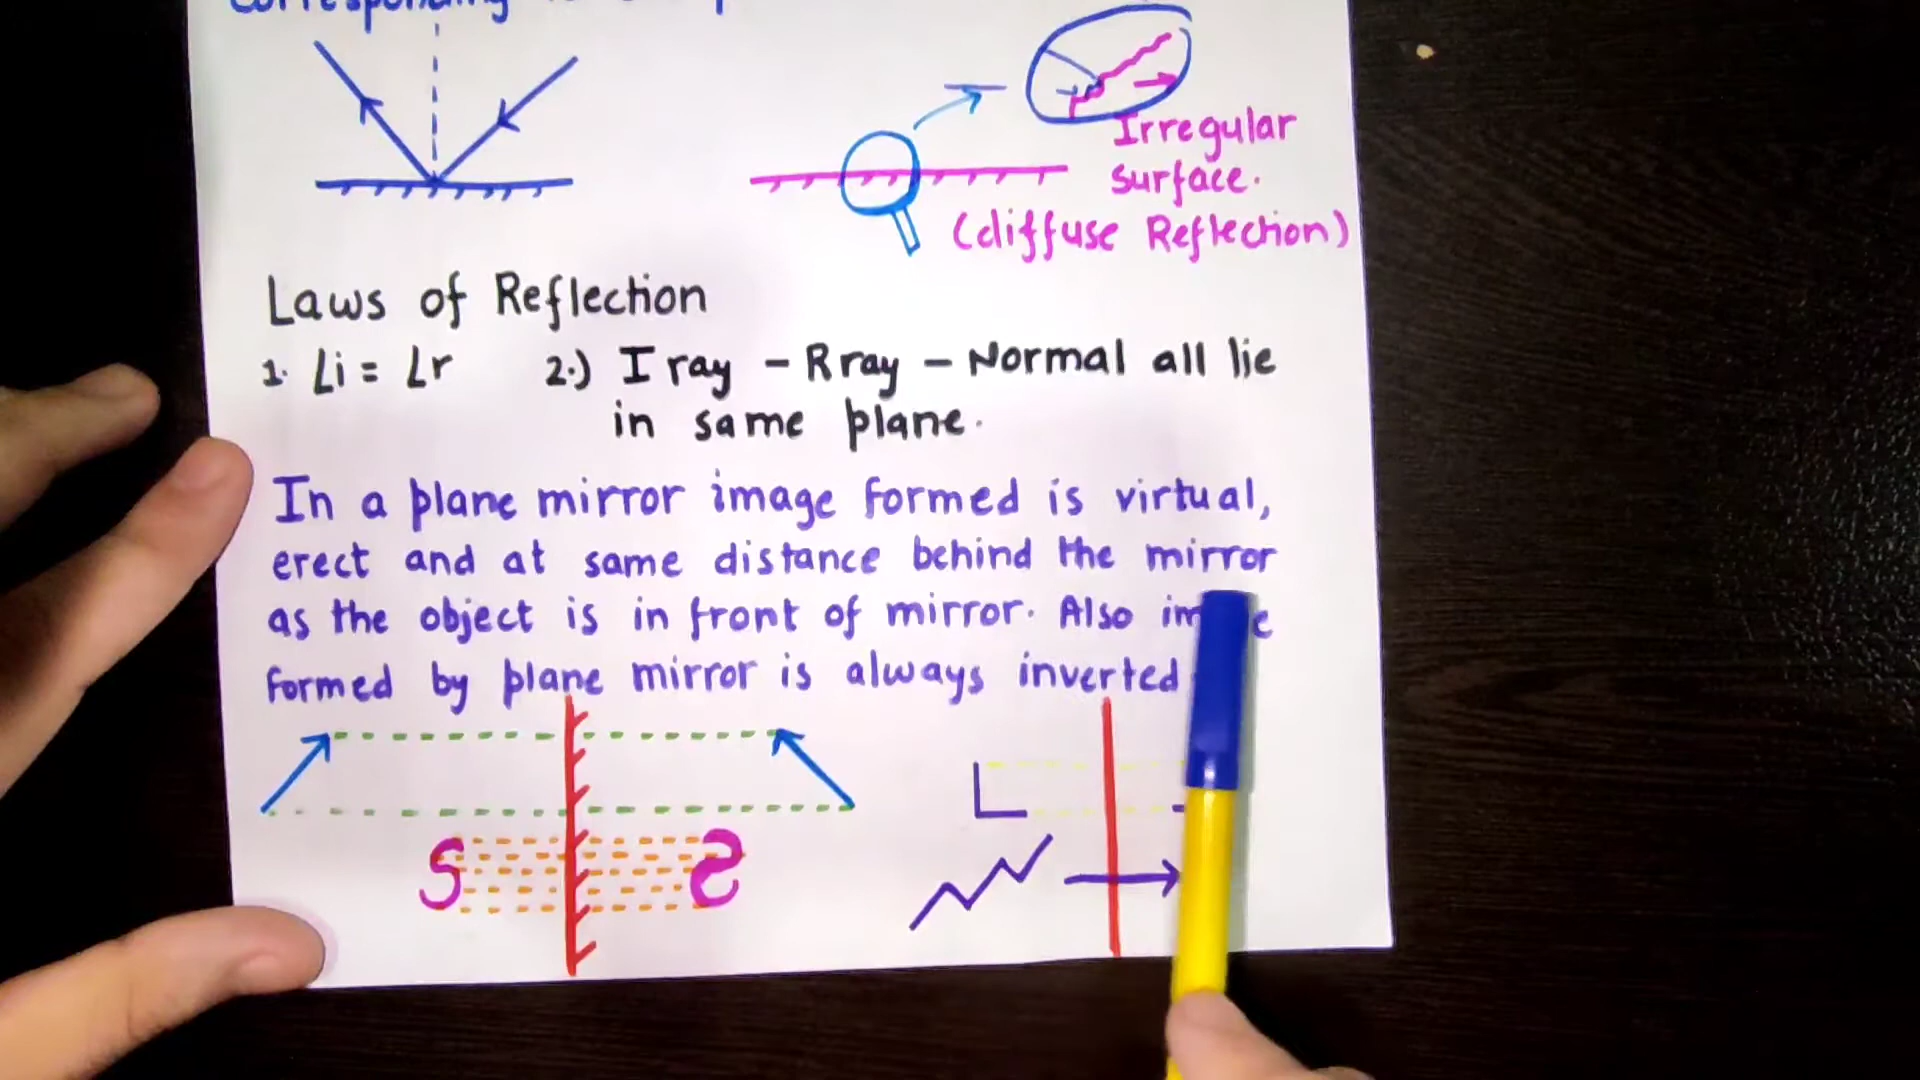 Corresponding
Irregular
surface.
(diffuse Reflection)
Laws of Reflection
1. ∠i = ∠r 2.) I ray - R ray - Normal all lie
in same plane.
In a plane mirror image formed is virtual,
erect and at same distance behind the mirror
as the object is in front of mirror. Also
formed by plane mirror is always inverted